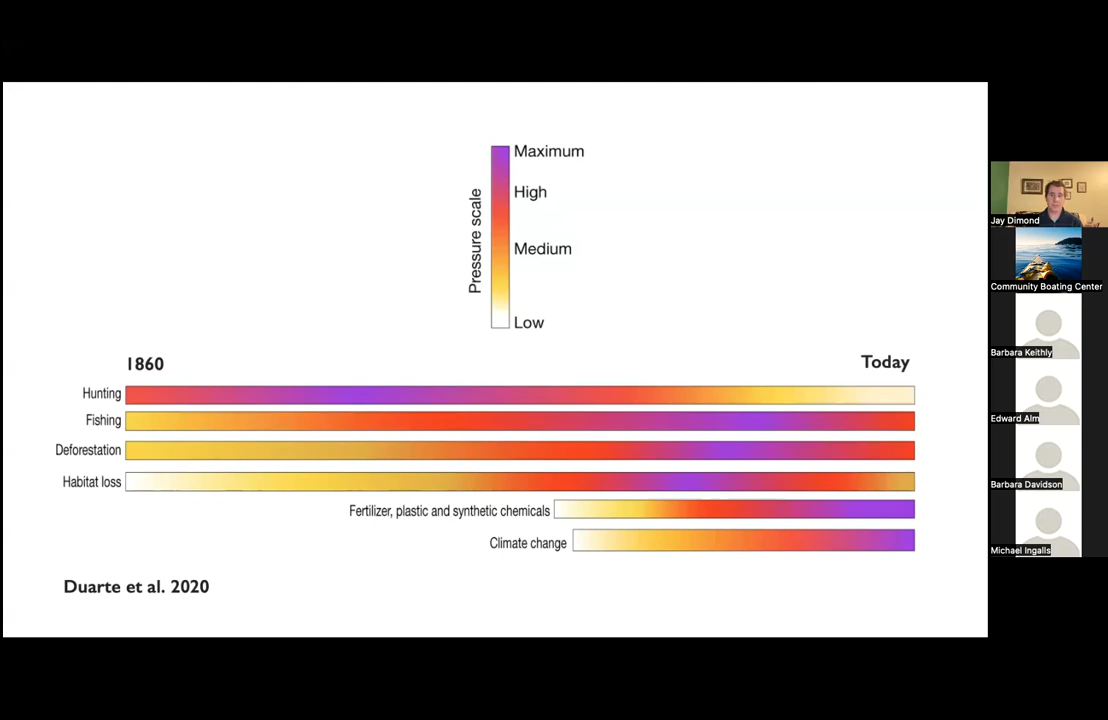 Maximum
High
Medium
Low
Pressure scale
1860
Today
Hunting
Fishing
Deforestation
Habitat loss
Fertilizer, plastic and synthetic chemicals
Climate change
Duarte et al. 2020
Jay Dimond
Community Boating Center
Barbara Keithly
Edward Alm
Barbara Davidson
Michael Ingalls